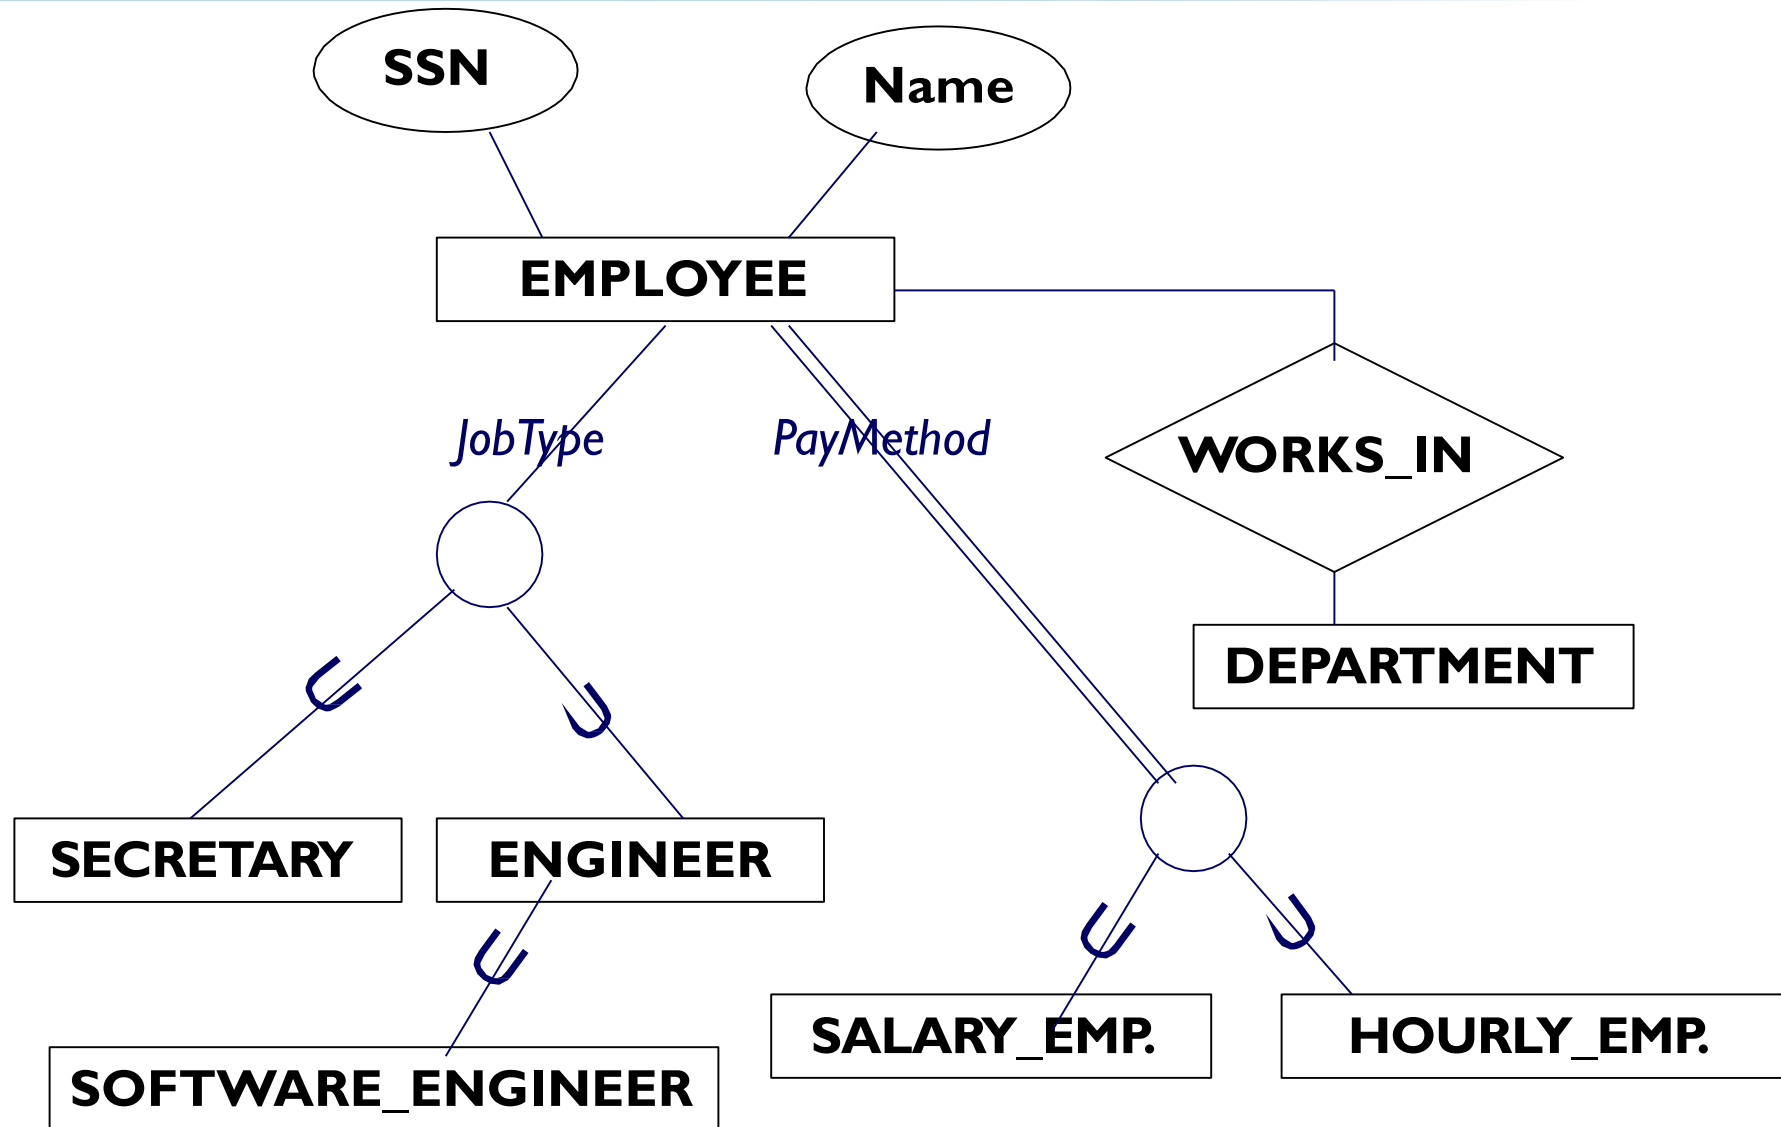 SSN
Name
EMPLOYEE
JobType
PayMethod
WORKS_IN
DEPARTMENT
SECRETARY
ENGINEER
SALARY_EMP.
HOURLY_EMP.
SOFTWARE_ENGINEER